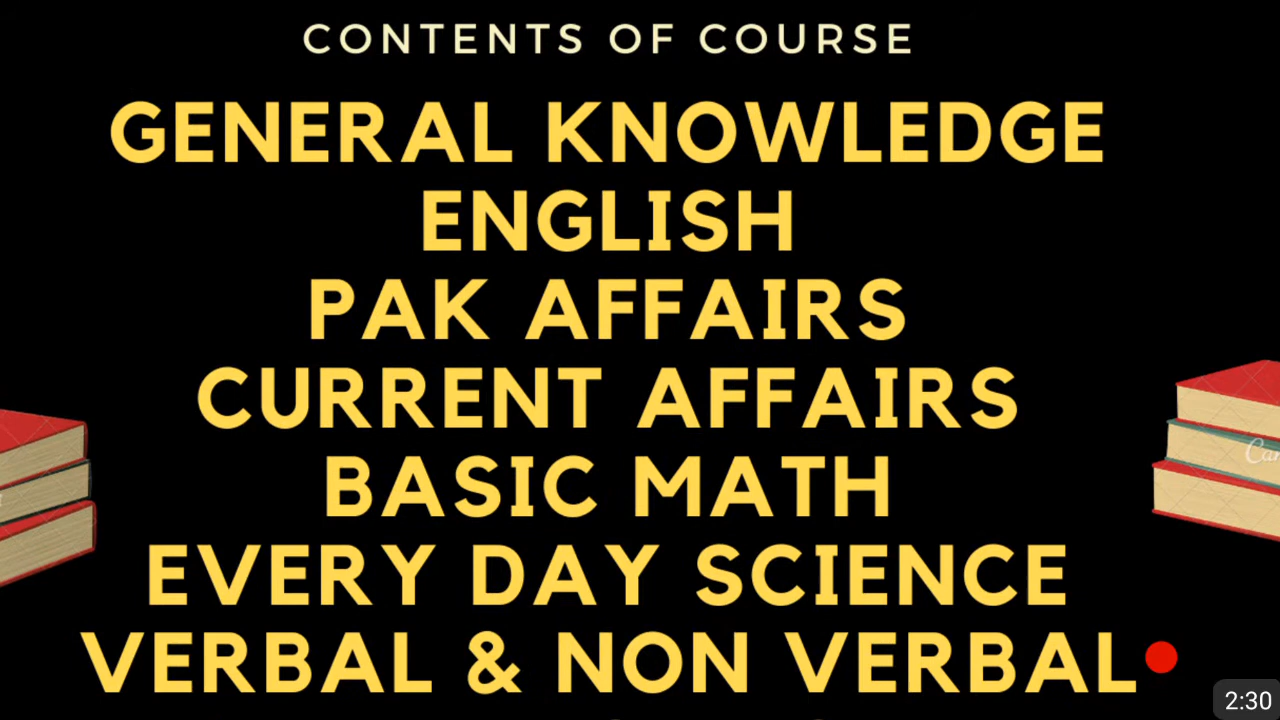 CONTENTS OF COURSE
GENERAL KNOWLEDGE
ENGLISH
PAK AFFAIRS
CURRENT AFFAIRS
BASIC MATH
EVERY DAY SCIENCE
VERBAL & NON VERBAL
2:30